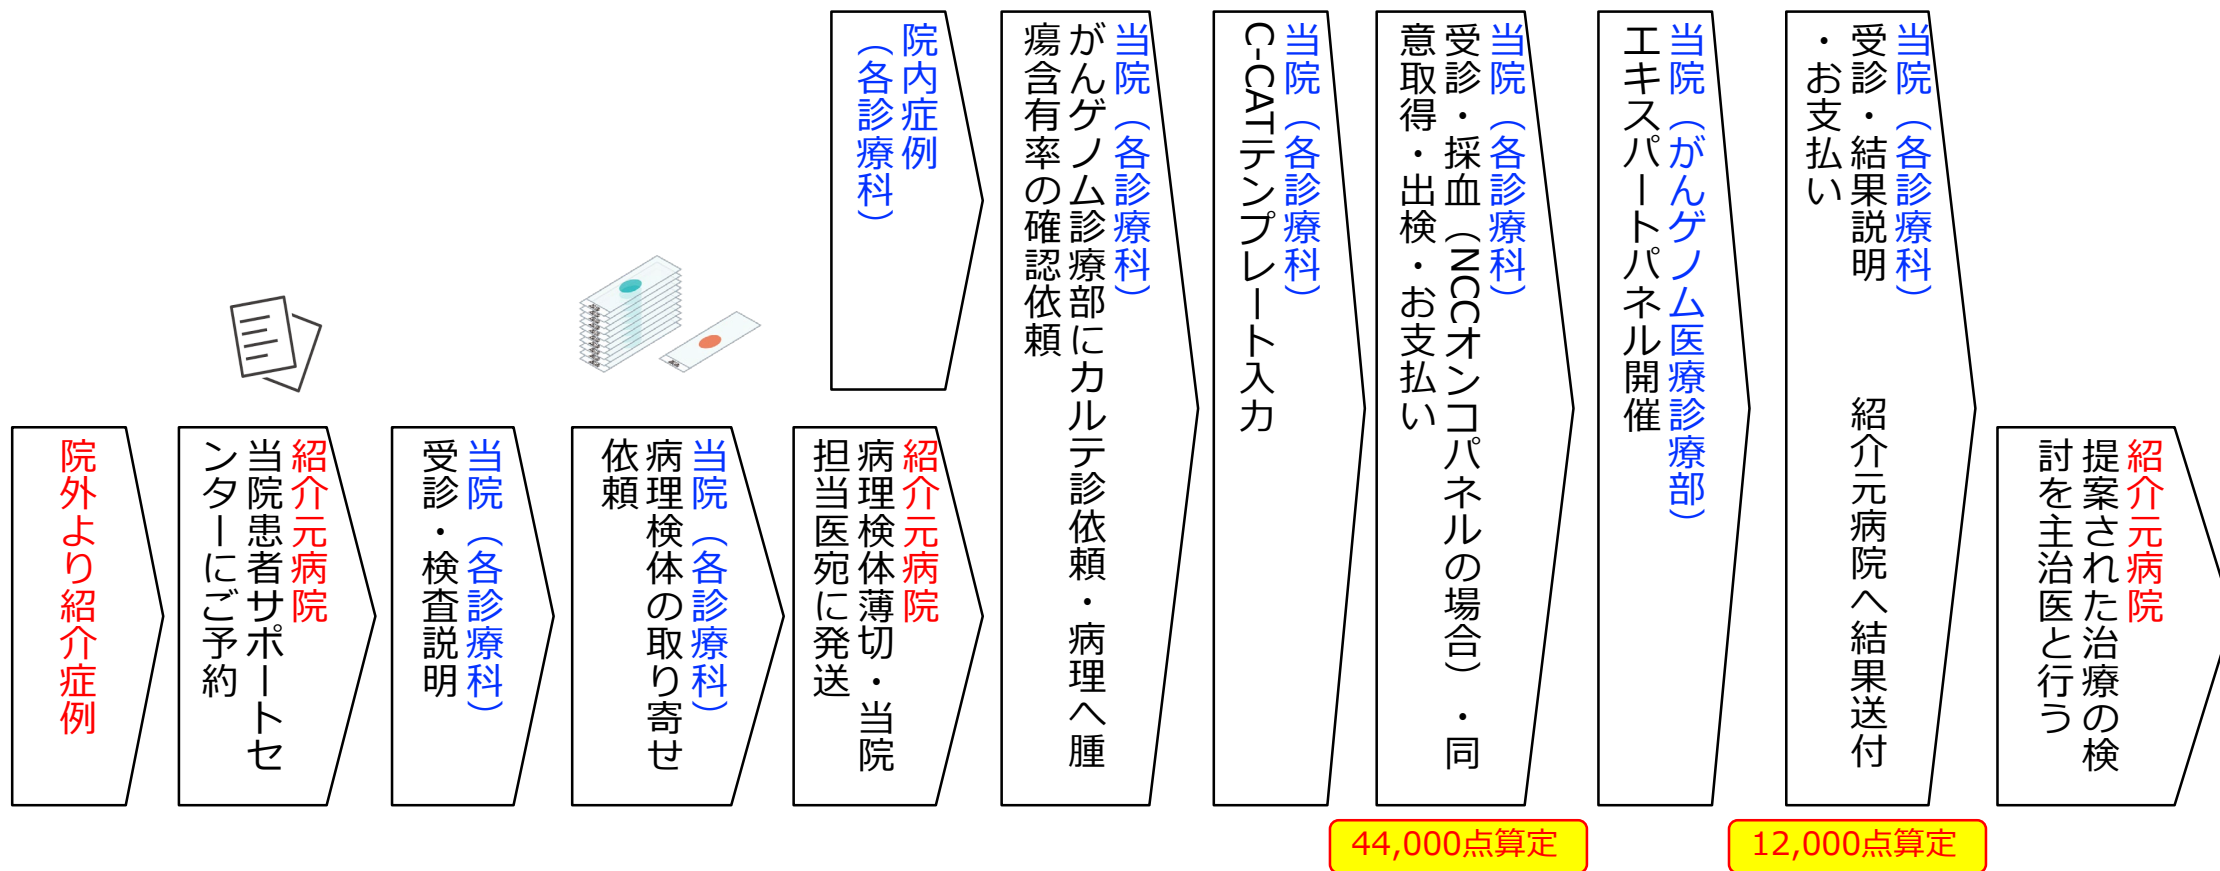 院外より紹介症例
紹介元病院
当院患者サポートセ
ンターにご予約
当院（各診療科）
受診・検査説明
当院（各診療科）
病理検体の取り寄せ
依頼
紹介元病院
病理検体薄切・当院
担当医宛に発送
院内症例
（各診療科）
当院（各診療科）
がんゲノム診療部にカルテ診依頼・病理へ腫
瘍含有率の確認依頼
当院（各診療科）
C-CATテンプレート入力
当院（各診療科）
受診・採血（NCCオンコパネルの場合）・同
意取得・出検・お支払い
44,000点算定
当院（がんゲノム医療診療部）
エキスパートパネル開催
当院（各診療科）
受診・結果説明　紹介元病院へ結果送付
・お支払い
12,000点算定
紹介元病院
提案された治療の検
討を主治医と行う